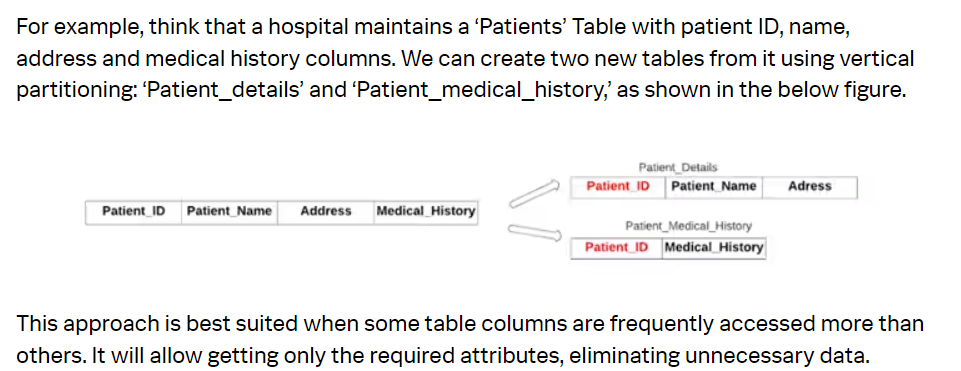 For example, think that a hospital maintains a ‘Patients’ Table with patient ID, name,
address and medical history columns. We can create two new tables from it using vertical
partitioning: ‘Patient_details’ and ‘Patient_medical_history,’ as shown in the below figure.
Patient_ID Patient_Name Address Medical_History
Patient_Details
Patient_ID Patient_Name Adress
Patient_Medical_History
Patient_ID Medical_History
This approach is best suited when some table columns are frequently accessed more than
others. It will allow getting only the required attributes, eliminating unnecessary data.